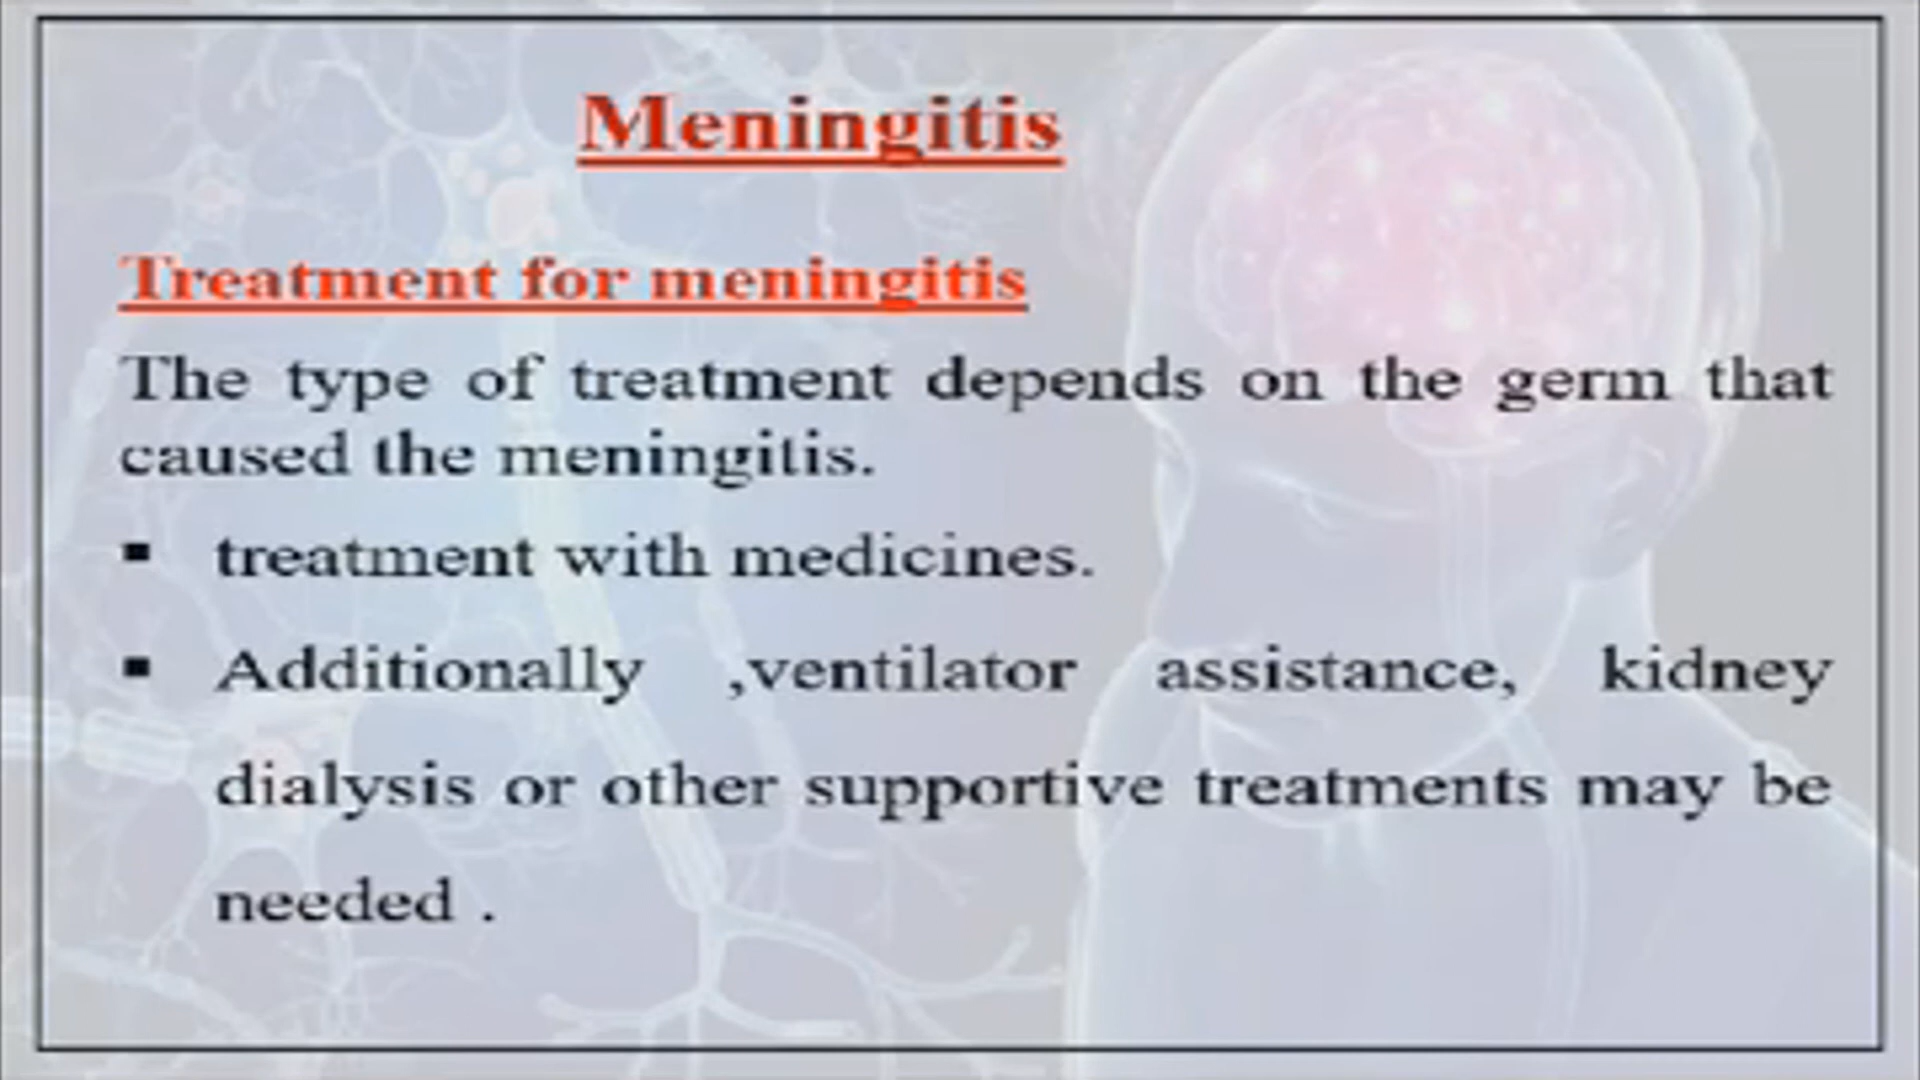 Meningitis
Treatment for meningitis
The type of treatment depends on the germ that
caused the meningitis.
▪ treatment with medicines.
▪ Additionally ,ventilator assistance, kidney
dialysis or other supportive treatments may be
needed .